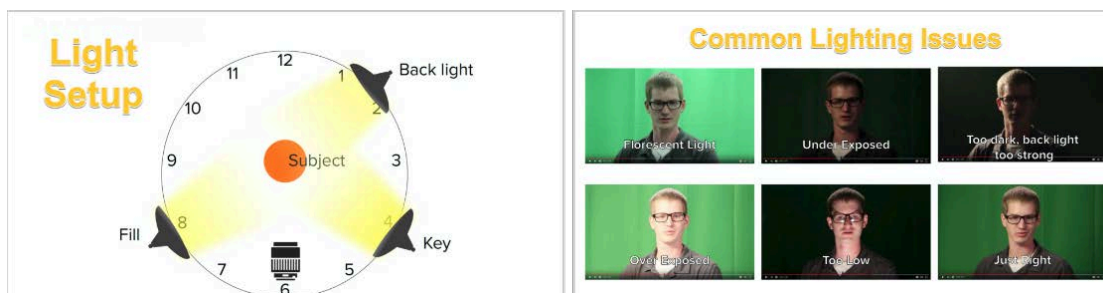 Light
Setup
12
11
1
Back light
10
2
9
Subject
3
8
4
Fill
Key
7
5
6
Common Lighting Issues
Florescent Light
Under Exposed
Too dark, back light
too strong
Over Exposed
Too Low
Just Right